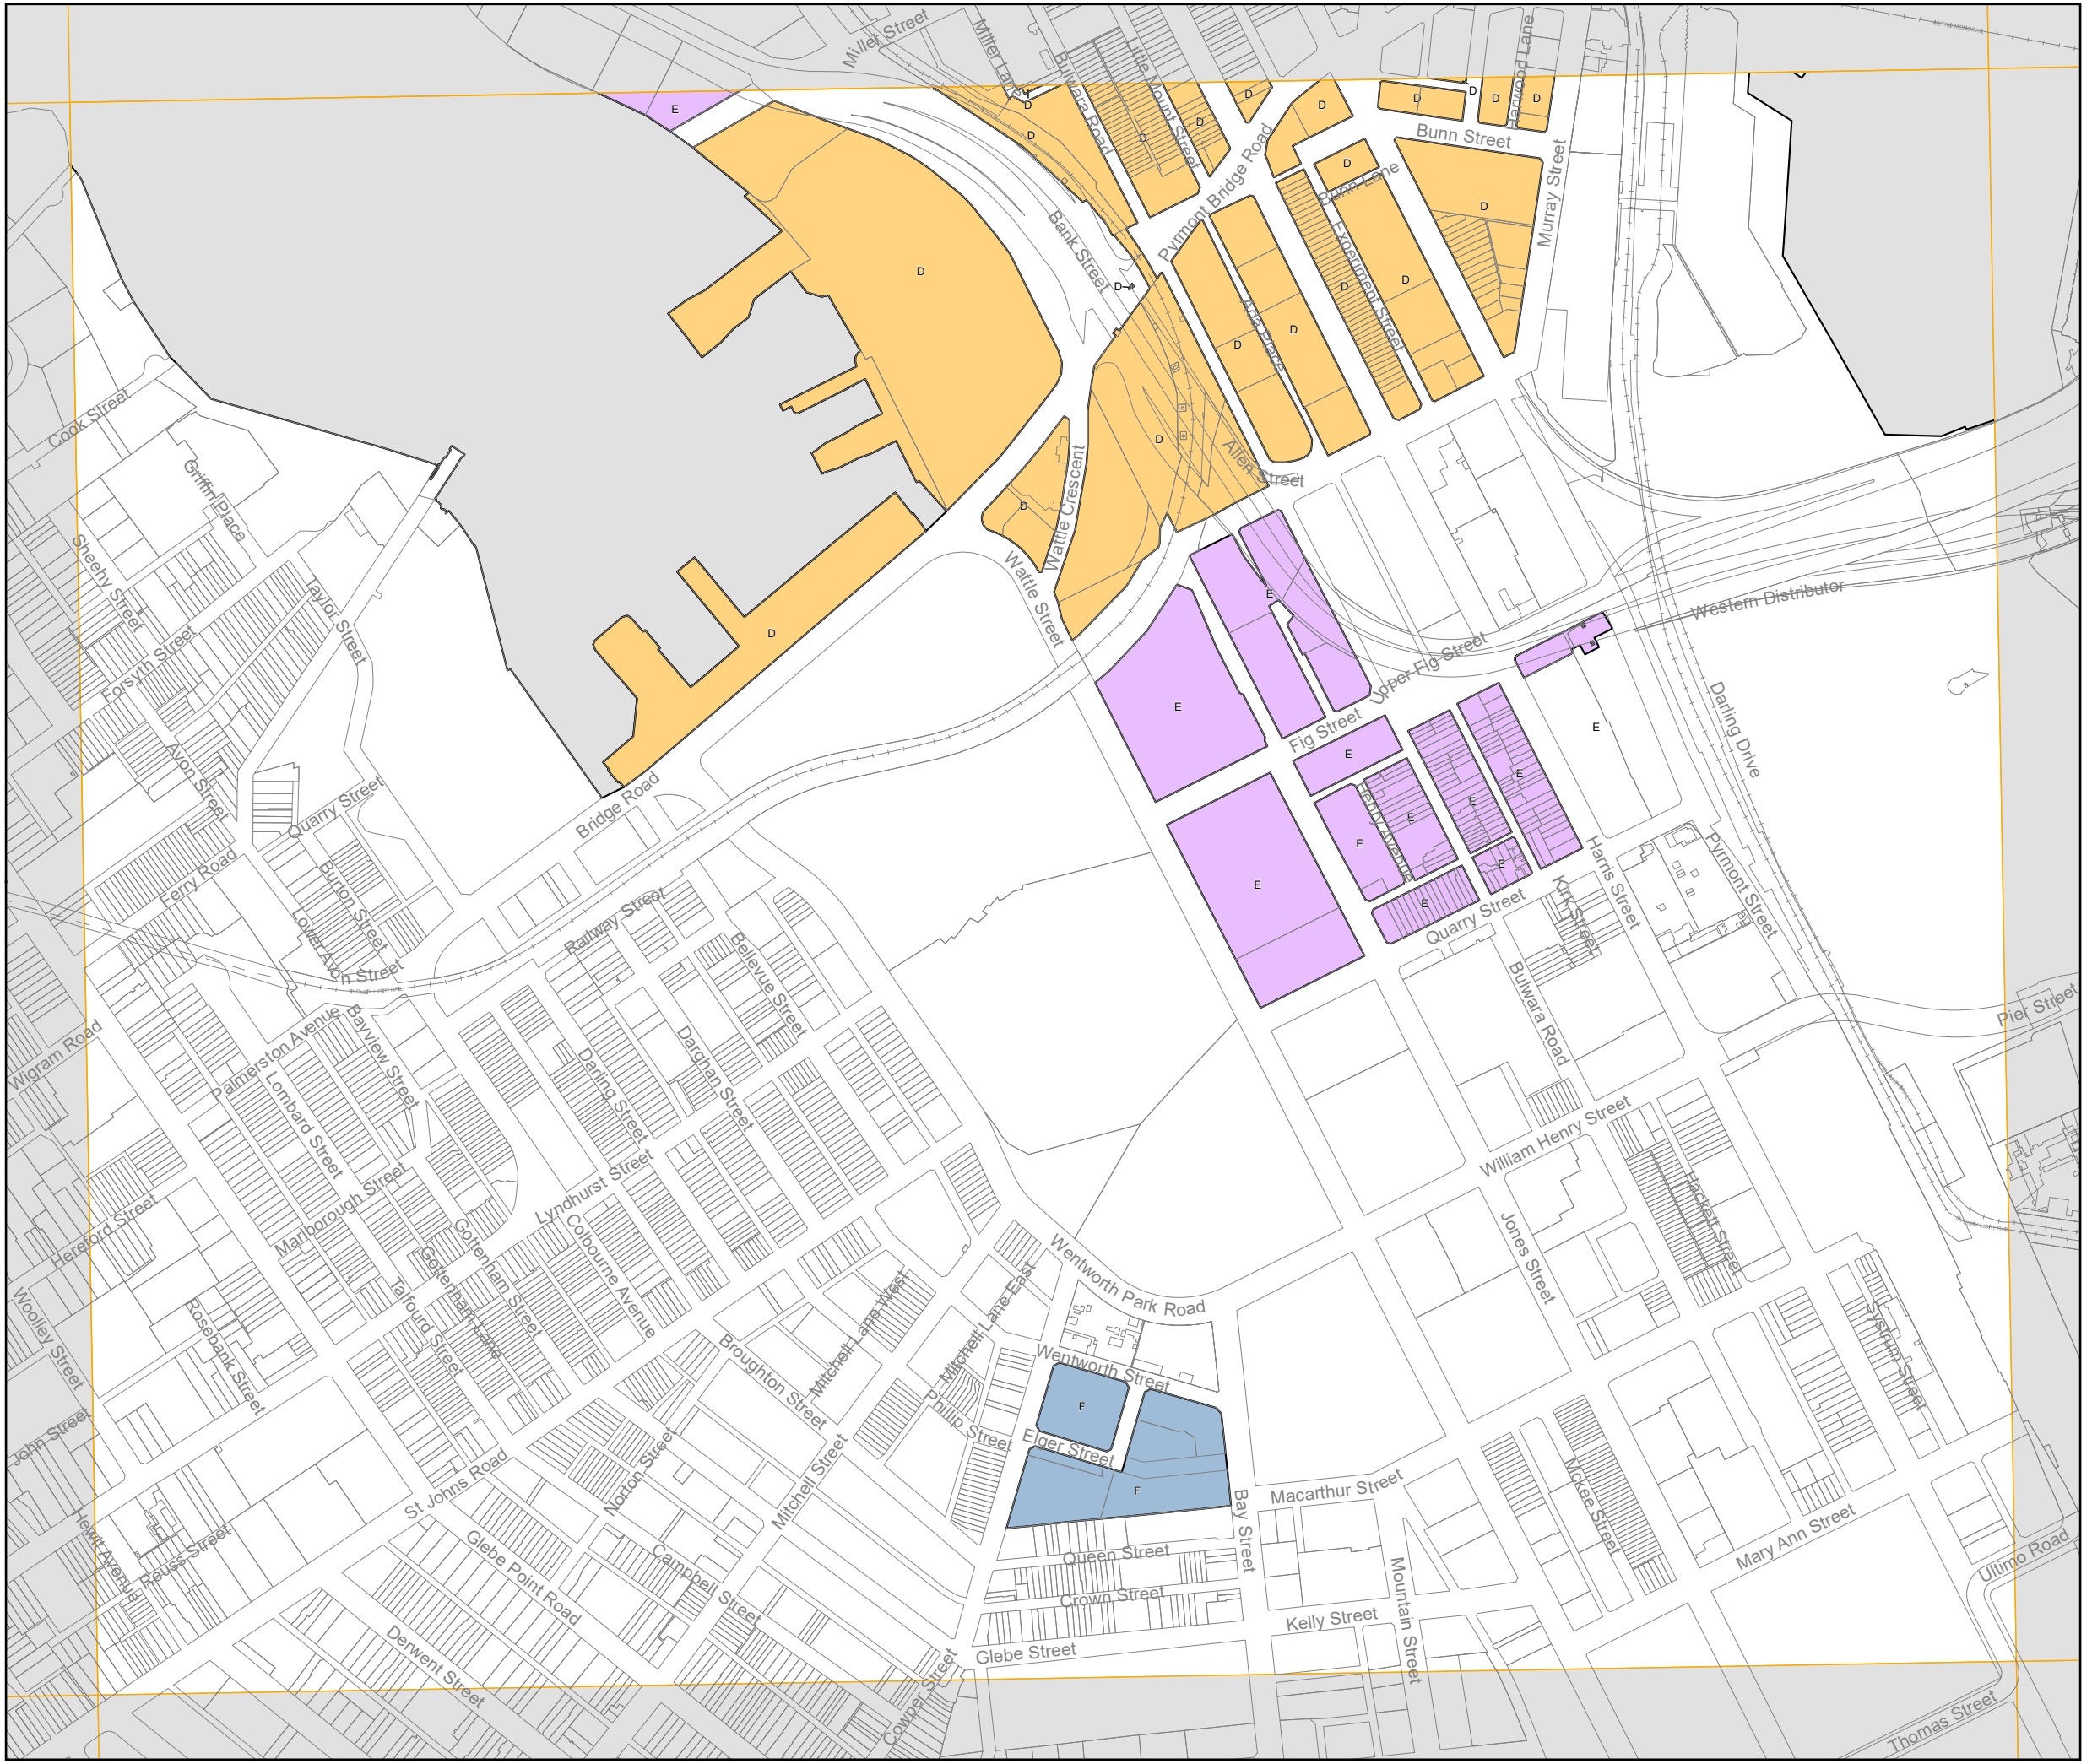 Miller Street
Miller Lane
Bulwara Road
Little Mount Street
Harwood Lane
E
D
D
D
D
D
D
D
D
D
D
Bunn Street
Pyrmont Bridge Road
D
Bunn Lane
Murray Street
D
Bank Street
Experiment Street
D
D
D
D
Ada Place
D
D
Cook Street
D
Allen Street
Griffin Place
D
Wattle Crescent
Sheehy Street
Taylor Street
Wattle Street
E
Western Distributor
D
Forsyth Street
Upper Fig Street
E
Fig Street
E
Darling Drive
E
Avon Street
Quarry Street
Bridge Road
E
E
E
Henry Avenue
E
E
Harris Street
Pyrmont Street
Ferry Road
Burton Street
E
E
Kirk Street
Quarry Street
Lower Avon Street
Railway Street
Bellevue Street
Bulwara Road
Pier Street
Wigram Road
Palmerston Avenue
Bayview Street
Lombard Street
Darling Street
Darghan Street
William Henry Street
Marlborough Street
Lyndhurst Street
Hackett Street
Hereford Street
Gottenham Street
Colbourne Avenue
Gottenham Lane
Talfourd Street
Jones Street
Wentworth Park Road
Mitchell Lane West
Mitchell Lane East
Woolley Street
Rosebank Street
Broughton Street
Wentworth Street
Systrum Street
Philip Street
F
Elger Street
John Street
Norton Street
Mitchell Street
St Johns Road
F
Macarthur Street
Bay Street
McKee Street
Mary Ann Street
Hewit Avenue
Reuss Street
Glebe Point Road
Campbell Street
Queen Street
Crown Street
Mountain Street
Kelly Street
Ultimo Road
Derwent Street
Glebe Street
Cowper Street
Thomas Street